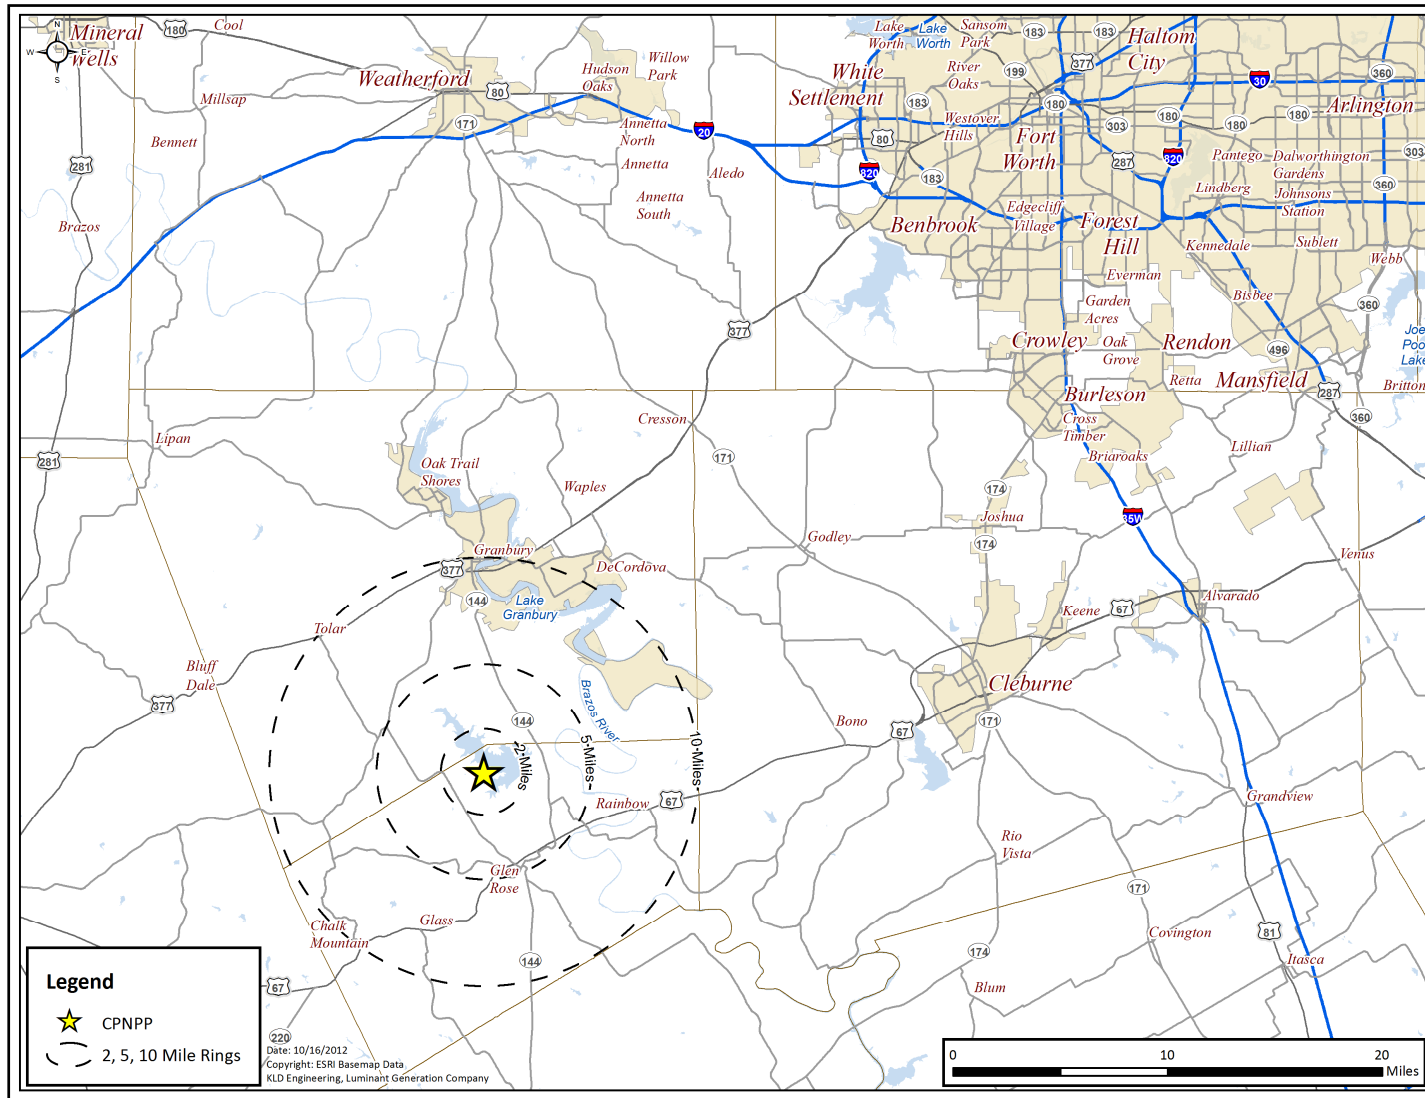 N
W
E
S
Mineral
Wells
180
Cool
Millsap
Bennett
281
Brazos
Weatherford
80
171
Hudson
Oaks
Willow
Park
Annetta
North
Annetta
Annetta
South
20
Aledo
Lake
Worth
Lake
Worth
Sansom
Park
183
183
Haltom
City
377
White
Settlement
River
Oaks
199
30
360
Arlington
183
180
180
180
180
Westover
Hills
303
303
80
Fort
Worth
287
820
Pantego
Dalworthington
Gardens
820
183
Lindberg
Johnsons
Station
360
Benbrook
Edgecliff
Village
Forest
Hill
Kennedale
Sublett
Webb
Everman
Bisbee
360
Garden
Acres
377
Crowley
Oak
Grove
Rendon
496
Joe
Poo
Lake
Retta
Mansfield
Britton
287
Burleson
360
Cresson
Cross
Timber
Lipan
281
Oak Trail
Shores
171
Briaroaks
Lillian
Waples
174
Joshua
35W
Godley
174
Venus
Granbury
377
DeCordova
144
Lake
Granbury
Keene
67
Alvarado
Tolar
Bluff
Dale
377
Cleburne
Brazos River
144
Bono
67
171
2-Miles
5-Miles
10-Miles
Rainbow
67
Grandview
Rio
Vista
Glen
Rose
171
Chalk
Mountain
Glass
Covington
81
144
174
Itasca
67
Blum
220
Legend
CPNPP
2, 5, 10 Mile Rings
Date: 10/16/2012
Copyright: ESRI Basemap Data
KLD Engineering, Luminant Generation Company
0
10
20
Miles